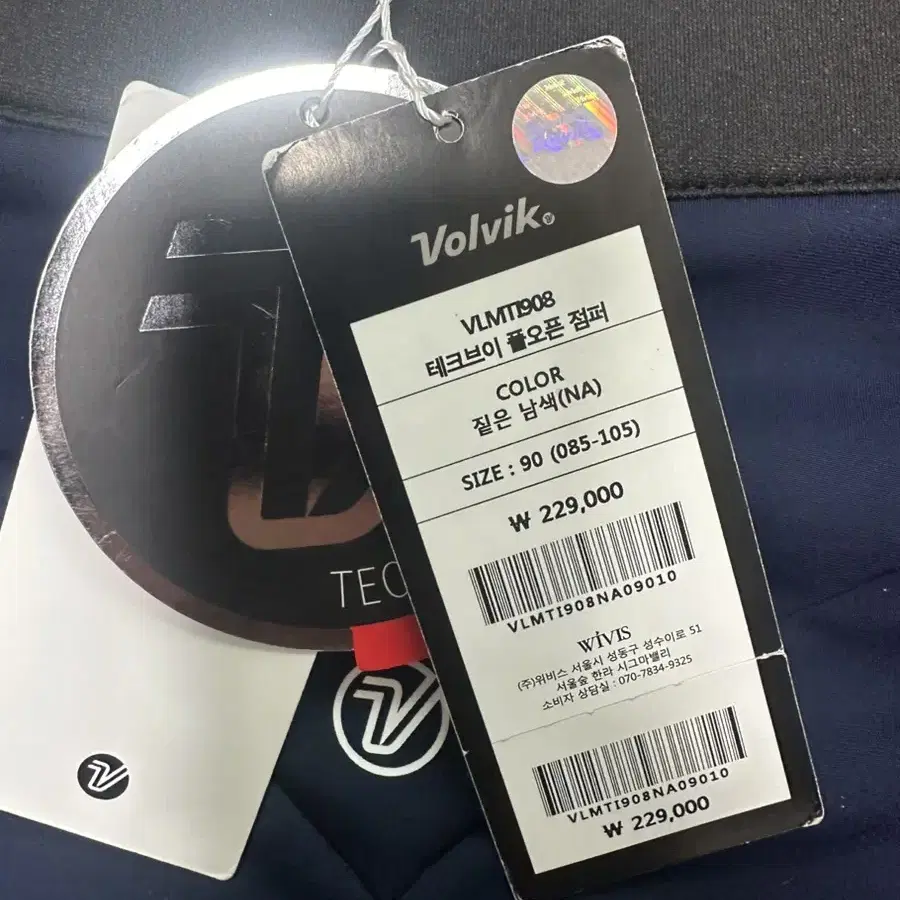 Volvik
VLMTI908
테크브이 풀오픈 점퍼
COLOR
짙은 남색(NA)
SIZE : 90 (085-105)
₩ 229,000
VLMTI908NA09010
WIVIS
(주)위비스 서울시 성동구 성수이로 51
서울숲 한라 시그마밸리
소비자 상담실 : 070-7834-9325
VLMTI908NA09010
₩ 229,000
TEC